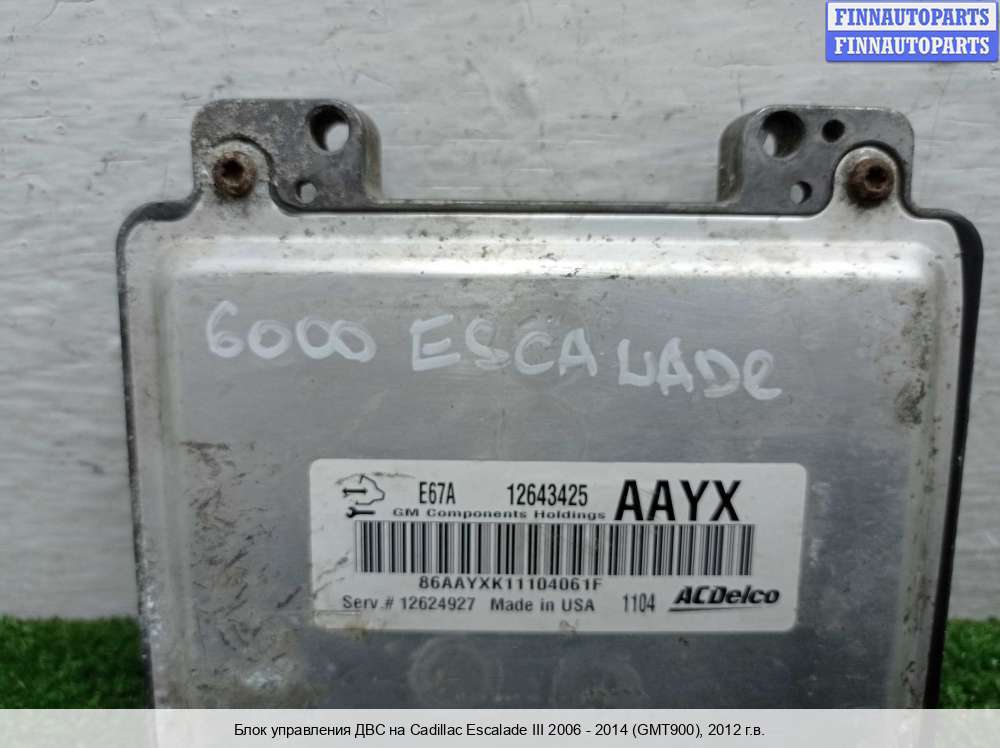 FINNAUTOPARTS
FINNAUTOPARTS
6000 ESCALADE
E67A 12643425 AAYX
GM Components Holdings
86AAYXK11104061F
Serv.# 12624927 Made in USA 1104 ACDelco
Блок управления ДВС на Cadillac Escalade III 2006 - 2014 (GMT900), 2012 г.в.